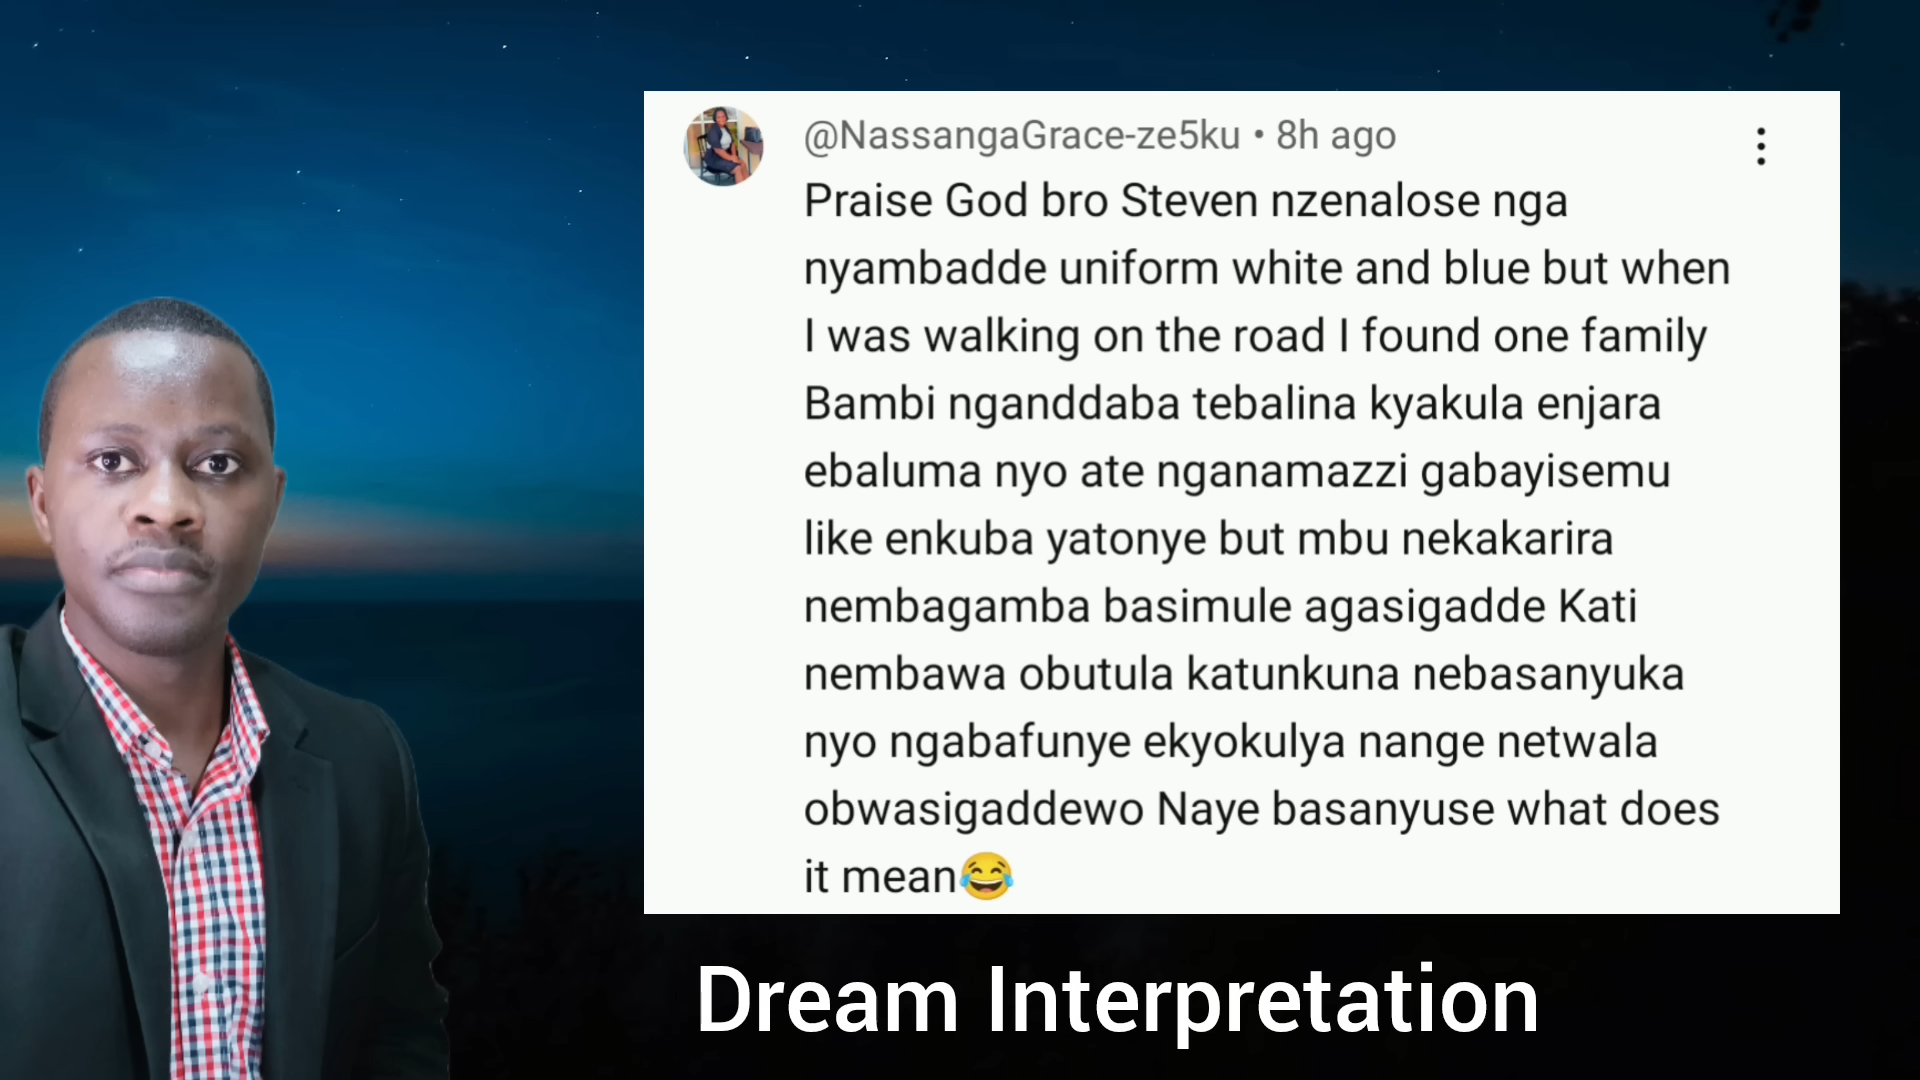 @NassangaGrace-ze5ku • 8h ago
Praise God bro Steven nzenalose nga
nyambadde uniform white and blue but when
I was walking on the road I found one family
Bambi nganddaba tebalina kyakula enjara
ebaluma nyo ate nganamazzi gabayisemu
like enkuba yatonye but mbu nekakarira
nembagamba basimule agasigadde Kati
nembawa obutula katunkuna nebasanyuka
nyo ngabafunye ekyokulya nange netwala
obwasigaddewo Naye basanyuse what does
it mean😂
Dream Interpretation